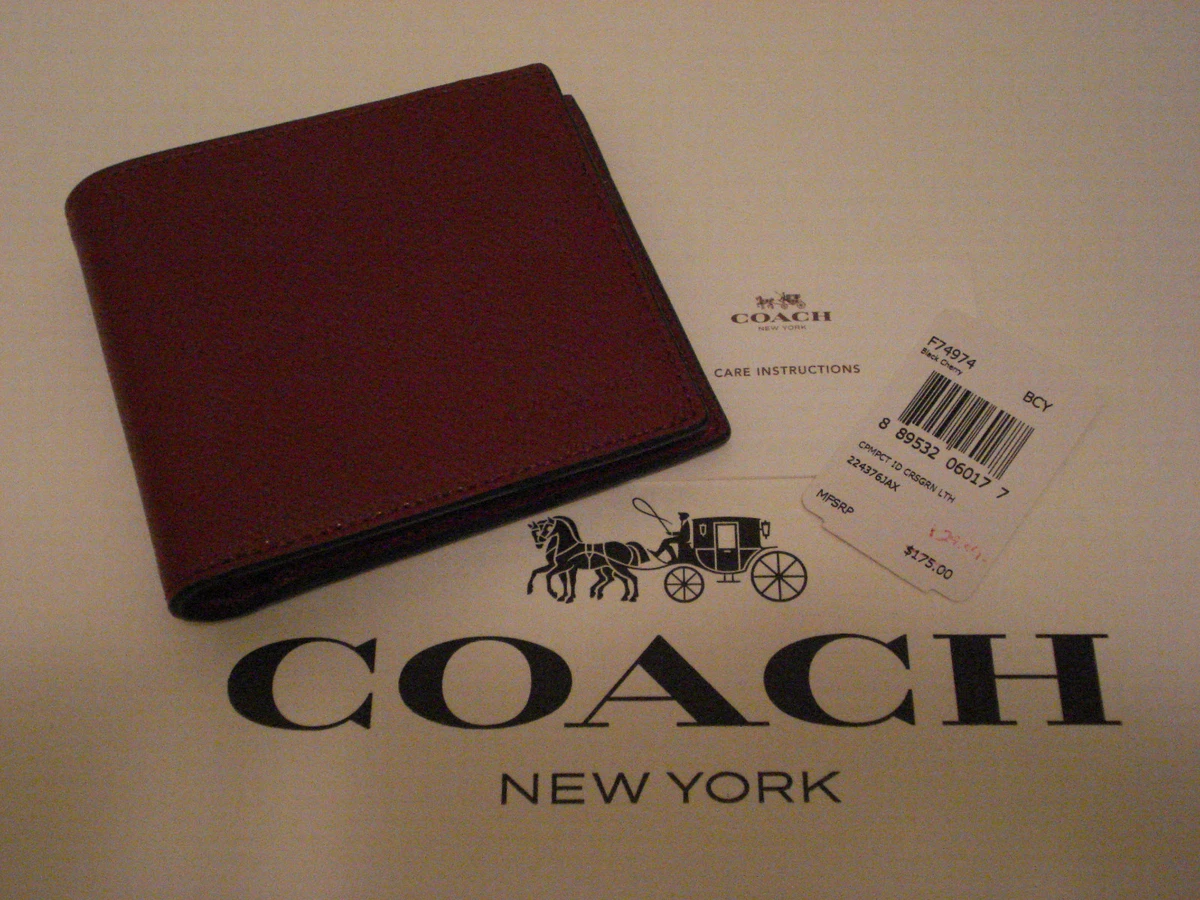 COACH
NEW YORK
CARE INSTRUCTIONS
F74974
Black Cherry
BCY
8 89532 06017 7
CPMPCT ID CRSGRN LTH
224376JAX
MFSRP
$175.00
COACH
NEW YORK